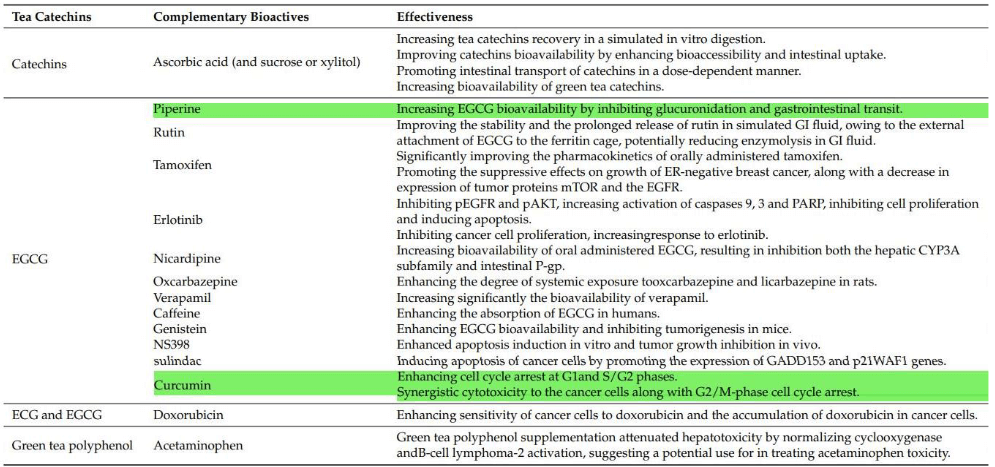 Tea Catechins Complementary Bioactives Effectiveness
Increasing tea catechins recovery in a simulated in vitro digestion.
Catechins Ascorbic acid (and sucrose or xylitol) Improving catechins bioavailability by enhancing bioaccessibility and intestinal uptake.
Promoting intestinal transport of catechins in a dose-dependent manner.
Increasing bioavailability of green tea catechins.
Piperine Increasing EGCG bioavailability by inhibiting glucuronidation and gastrointestinal transit.
Rutin Improving the stability and the prolonged release of rutin in simulated GI fluid, owing to the external
attachment of EGCG to the ferritin cage, potentially reducing enzymolysis in GI fluid.
Tamoxifen Significantly improving the pharmacokinetics of orally administered tamoxifen.
Promoting the suppressive effects on growth of ER-negative breast cancer, along with a decrease in
expression of tumor proteins mTOR and the EGFR.
Erlotinib Inhibiting pEGFR and pAKT, increasing activation of caspases 9, 3 and PARP, inhibiting cell proliferation
and inducing apoptosis.
Inhibiting cancer cell proliferation, increasingresponse to erlotinib.
EGCG Nicardipine Increasing bioavailability of oral administered EGCG, resulting in inhibition both the hepatic CYP3A
subfamily and intestinal P-gp.
Oxcarbazepine Enhancing the degree of systemic exposure tooxcarbazepine and licarbazepine in rats.
Verapamil Increasing significantly the bioavailability of verapamil.
Caffeine Enhancing the absorption of EGCG in humans.
Genistein Enhancing EGCG bioavailability and inhibiting tumorigenesis in mice.
NS398 Enhanced apoptosis induction in vitro and tumor growth inhibition in vivo.
sulindac Inducing apoptosis of cancer cells by promoting the expression of GADD153 and p21WAF1 genes.
Curcumin Enhancing cell cycle arrest at G1and S/G2 phases.
Synergistic cytotoxicity to the cancer cells along with G2/M-phase cell cycle arrest.
ECG and EGCG Doxorubicin Enhancing sensitivity of cancer cells to doxorubicin and the accumulation of doxorubicin in cancer cells.
Green tea polyphenol Acetaminophen Green tea polyphenol supplementation attenuated hepatotoxicity by normalizing cyclooxygenase
andB-cell lymphoma-2 activation, suggesting a potential use for in treating acetaminophen toxicity.